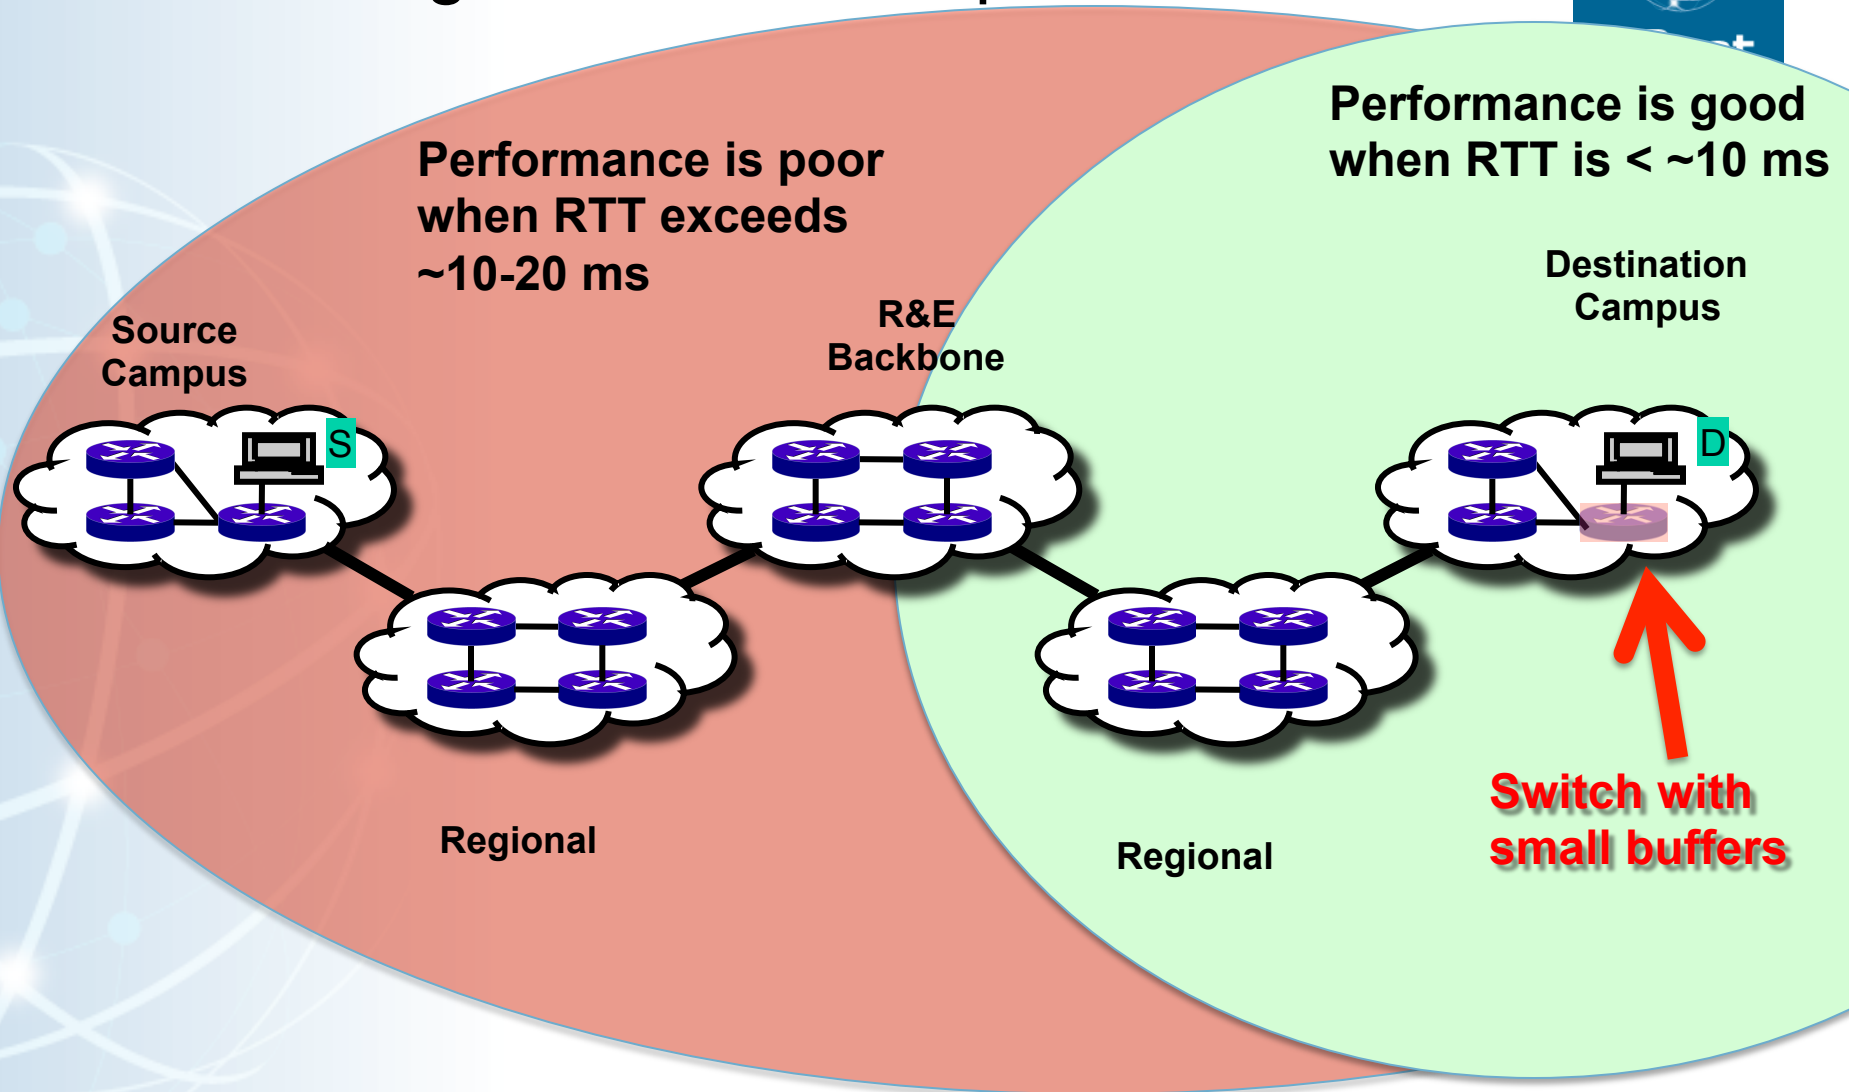 Performance is good
when RTT is < ~10 ms
Performance is poor
when RTT exceeds
~10-20 ms
Destination
Campus
R&E
Backbone
Source
Campus
S
D
Switch with
small buffers
Regional
Regional